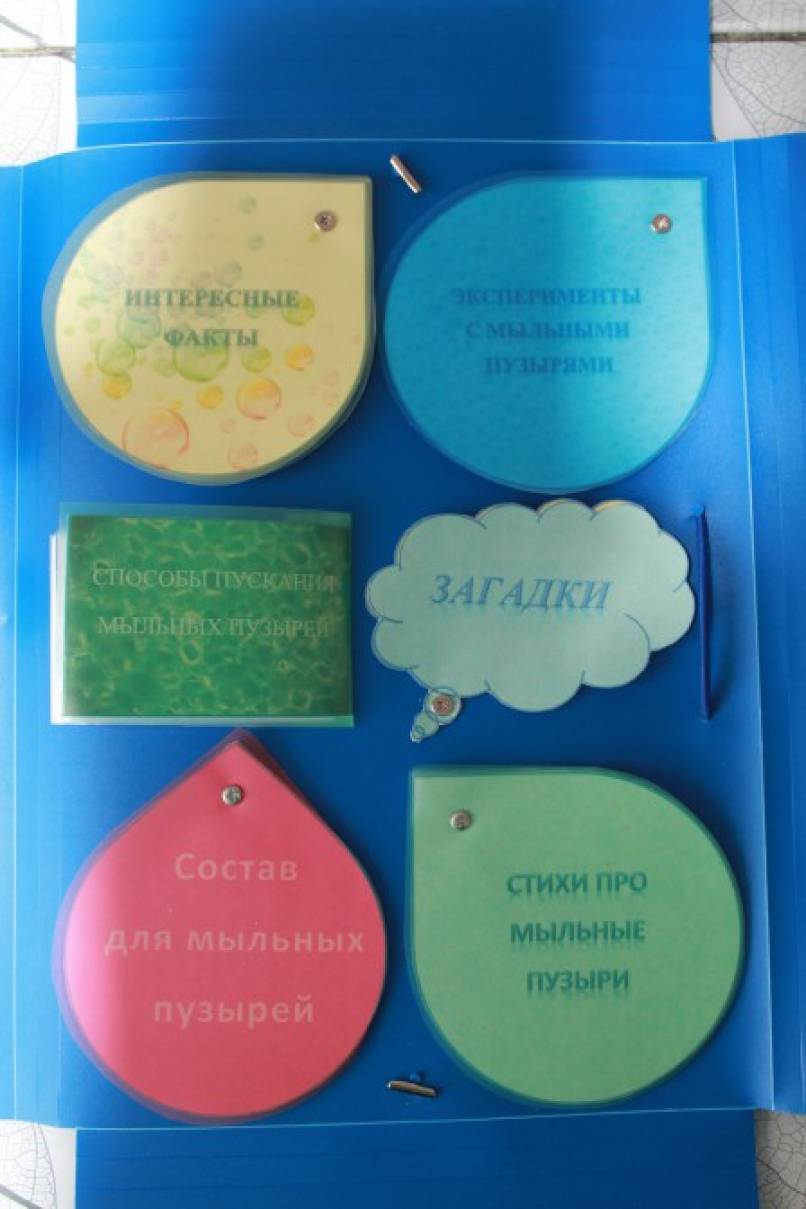 ИНТЕРЕСНЫЕ
ФАКТЫ
ЭКСПЕРИМЕНТЫ
С МЫЛЬНЫМИ
ПУЗЫРЯМИ
СПОСОБЫ ПУСКАНИЯ
МЫЛЬНЫХ ПУЗЫРЕЙ
ЗАГАДКИ
Состав
для мыльных
пузырей
СТИХИ ПРО
МЫЛЬНЫЕ
ПУЗЫРИ